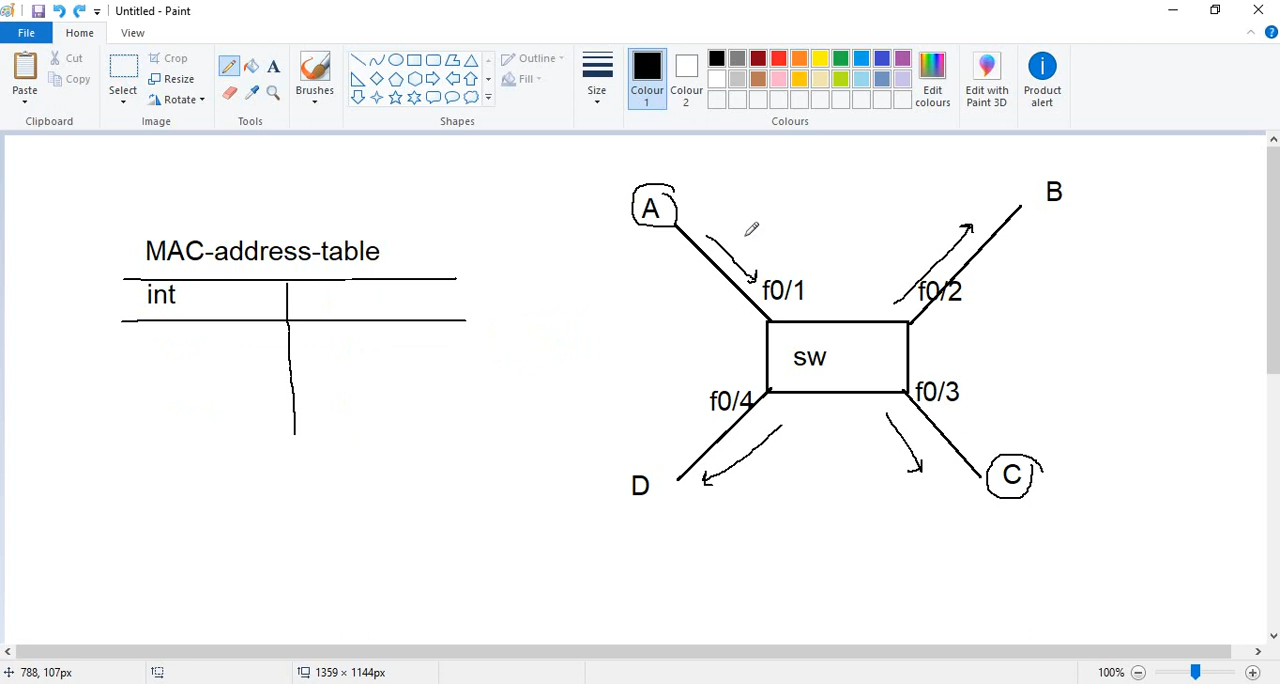 Untitled - Paint
File Home View
Paste
Cut
Copy
Clipboard
Select
Crop
Resize
Rotate
Image
A
Tools
Brushes
Outline
Fill
Shapes
Size
Colour 1
Colour 2
Edit colours
Colours
Edit with Paint 3D
Product alert
MAC-address-table
int
A
B
f0/1
f0/2
sw
f0/4
f0/3
D
C
788, 107px
1359 × 1144px
100%